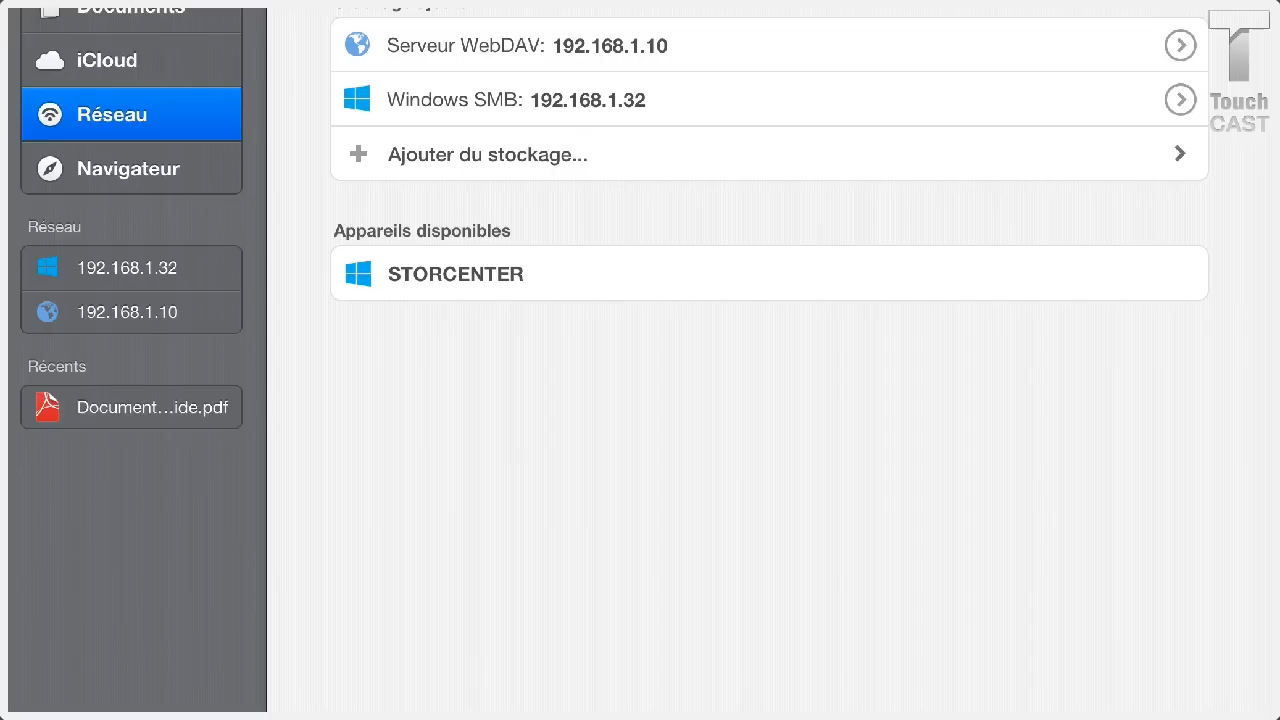 Documents
iCloud
Réseau
Navigateur
Réseau
192.168.1.32
192.168.1.10
Récents
Document...ide.pdf
Serveur WebDAV: 192.168.1.10
Windows SMB: 192.168.1.32
Ajouter du stockage...
Appareils disponibles
STORCENTER
Touch
CAST